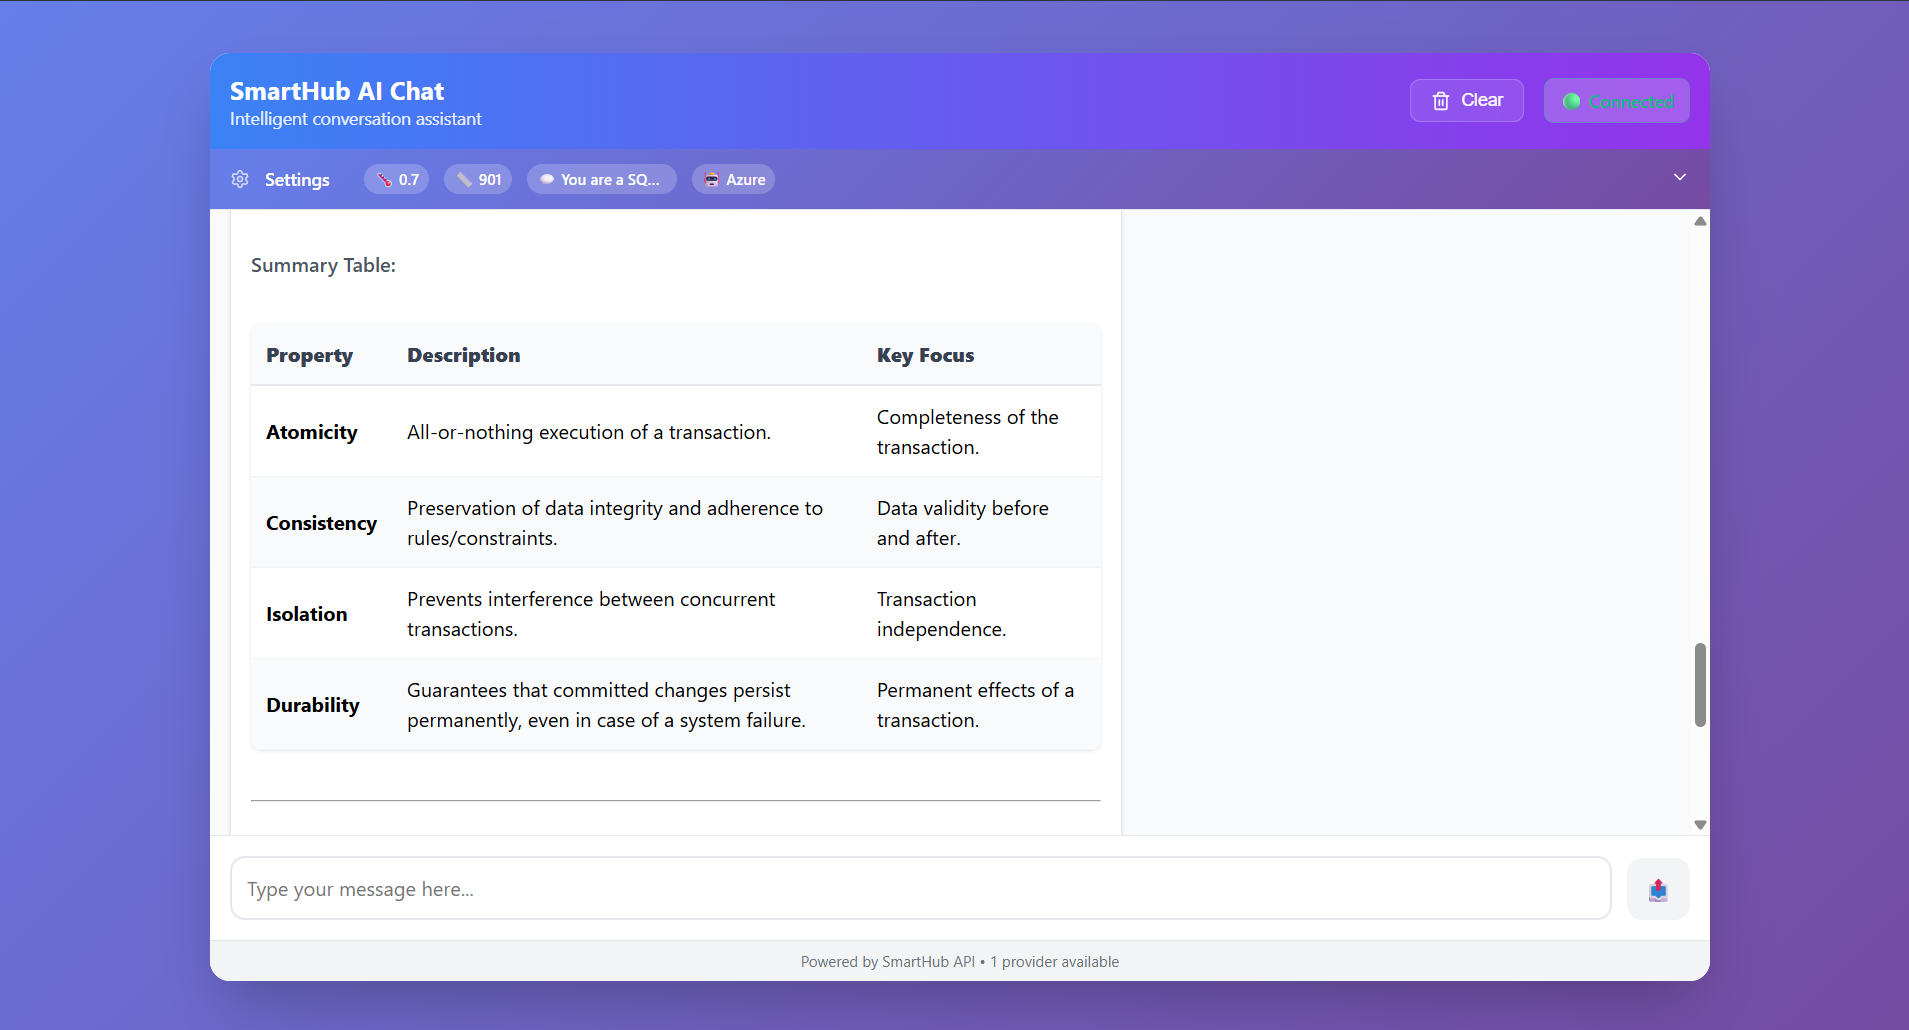 SmartHub AI Chat
Intelligent conversation assistant
Clear
Connected
Settings
0.7
901
You are a SQ...
Azure
Summary Table:
Property Description Key Focus
Atomicity All-or-nothing execution of a transaction. Completeness of the
transaction.
Consistency Preservation of data integrity and adherence to
rules/constraints. Data validity before
and after.
Isolation Prevents interference between concurrent
transactions. Transaction
independence.
Durability Guarantees that committed changes persist
permanently, even in case of a system failure. Permanent effects of a
transaction.
Type your message here...
Powered by SmartHub API • 1 provider available